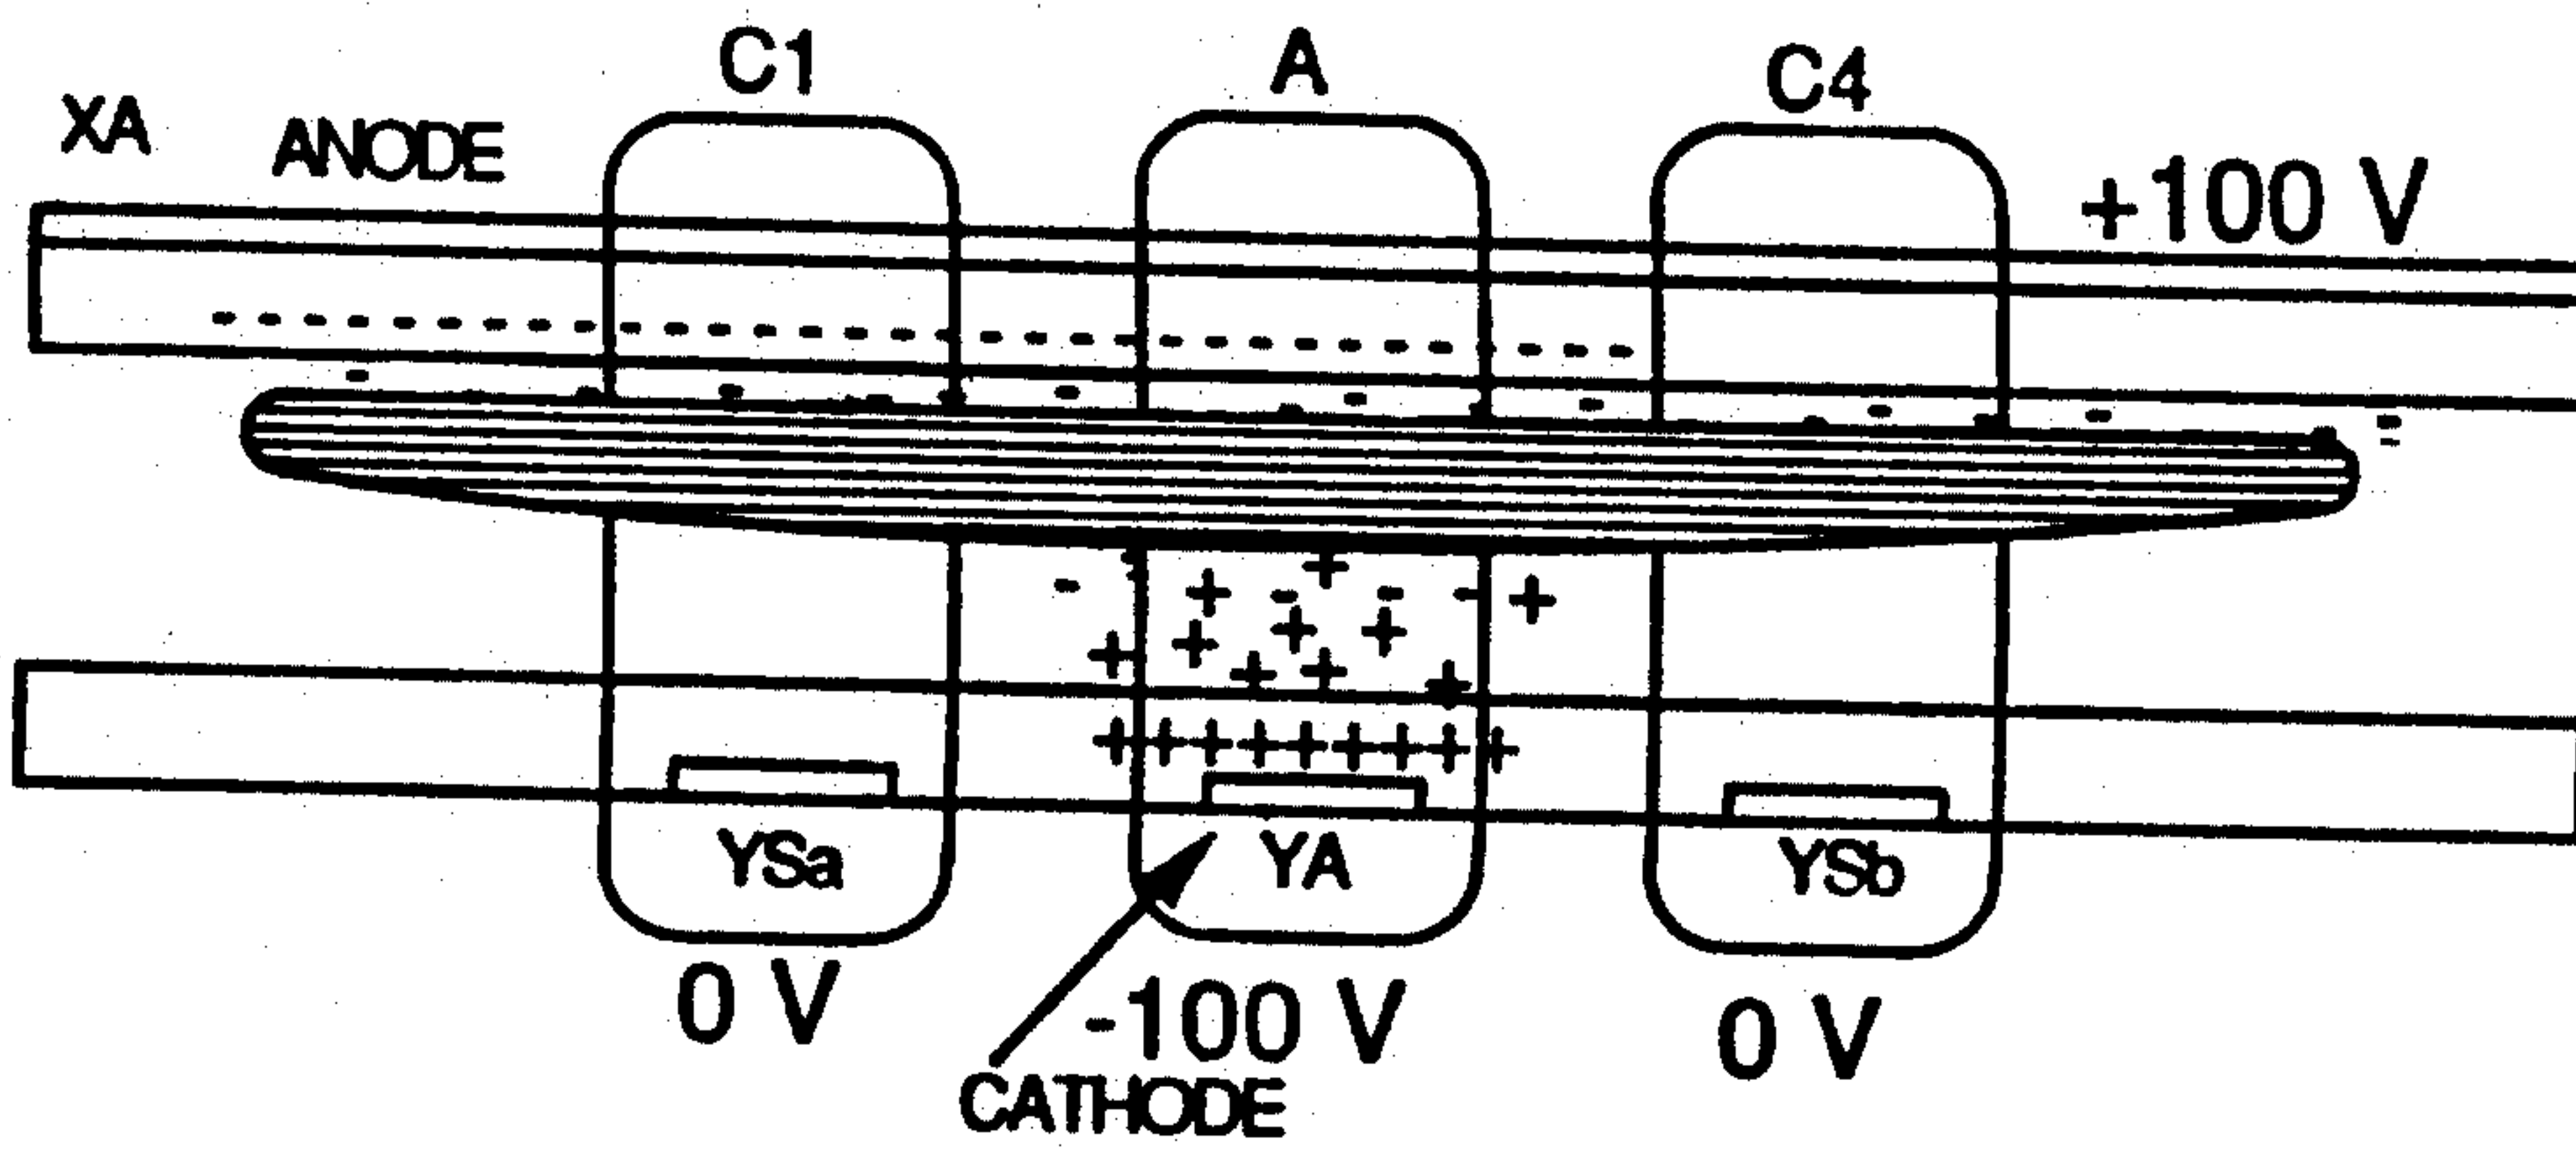 C1 A C4
XA ANODE +100 V
YSa YA YSb
0 V -100 V 0 V
CATHODE